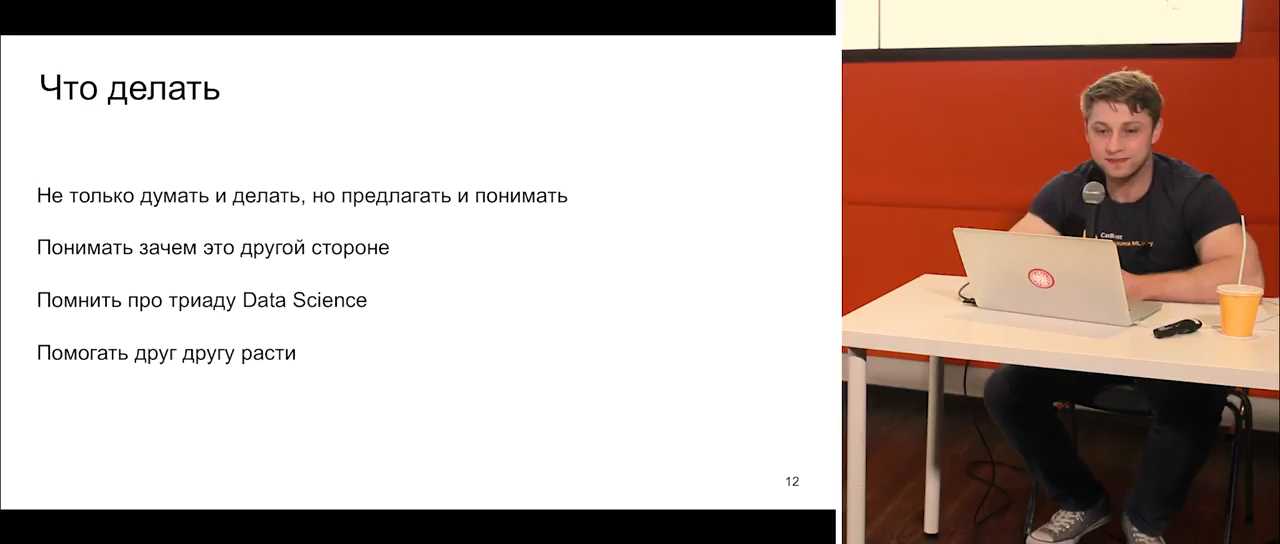 Что делать
Не только думать и делать, но предлагать и понимать
Понимать зачем это другой стороне
Помнить про триаду Data Science
Помогать друг другу расти
12
CatBoost